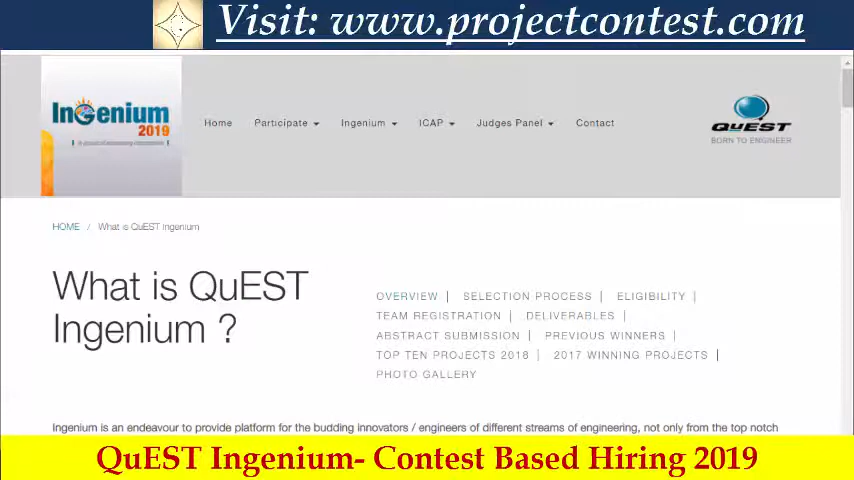 Visit: www.projectcontest.com
InGenium
2019
Home Participate Ingenium ICAP Judges Panel Contact
QuEST
BORN TO ENGINEER
HOME / What is QuEST Ingenium
What is QuEST
Ingenium ?
OVERVIEW | SELECTION PROCESS | ELIGIBILITY |
TEAM REGISTRATION | DELIVERABLES |
ABSTRACT SUBMISSION | PREVIOUS WINNERS |
TOP TEN PROJECTS 2018 | 2017 WINNING PROJECTS |
PHOTO GALLERY
Ingenium is an endeavour to provide platform for the budding innovators / engineers of different streams of engineering, not only from the top notch
QuEST Ingenium- Contest Based Hiring 2019